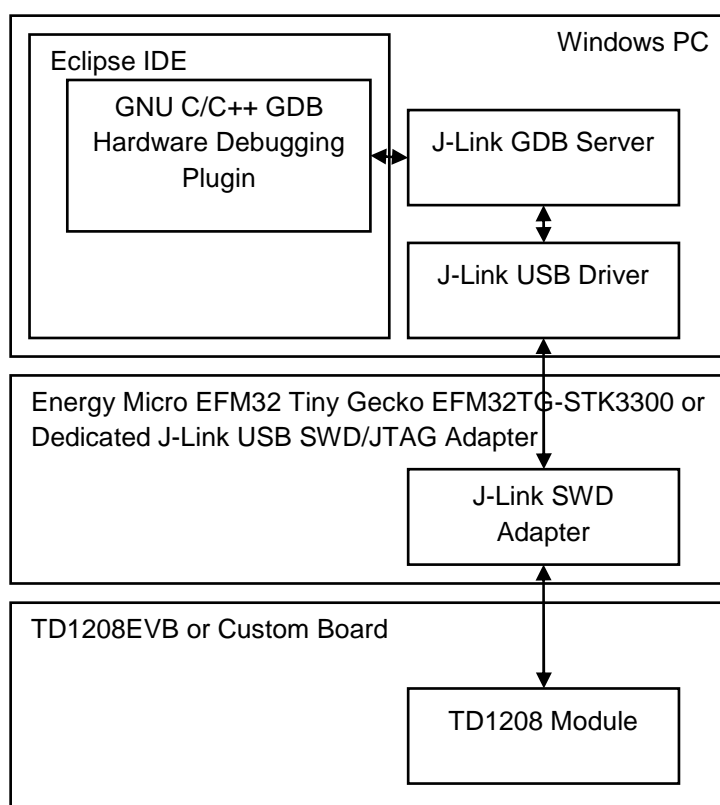 Windows PC
Eclipse IDE
GNU C/C++ GDB
Hardware Debugging
Plugin
J-Link GDB Server
J-Link USB Driver
Energy Micro EFM32 Tiny Gecko EFM32TG-STK3300 or
Dedicated J-Link USB SWD/JTAG Adapter
J-Link SWD
Adapter
TD1208EVB or Custom Board
TD1208 Module